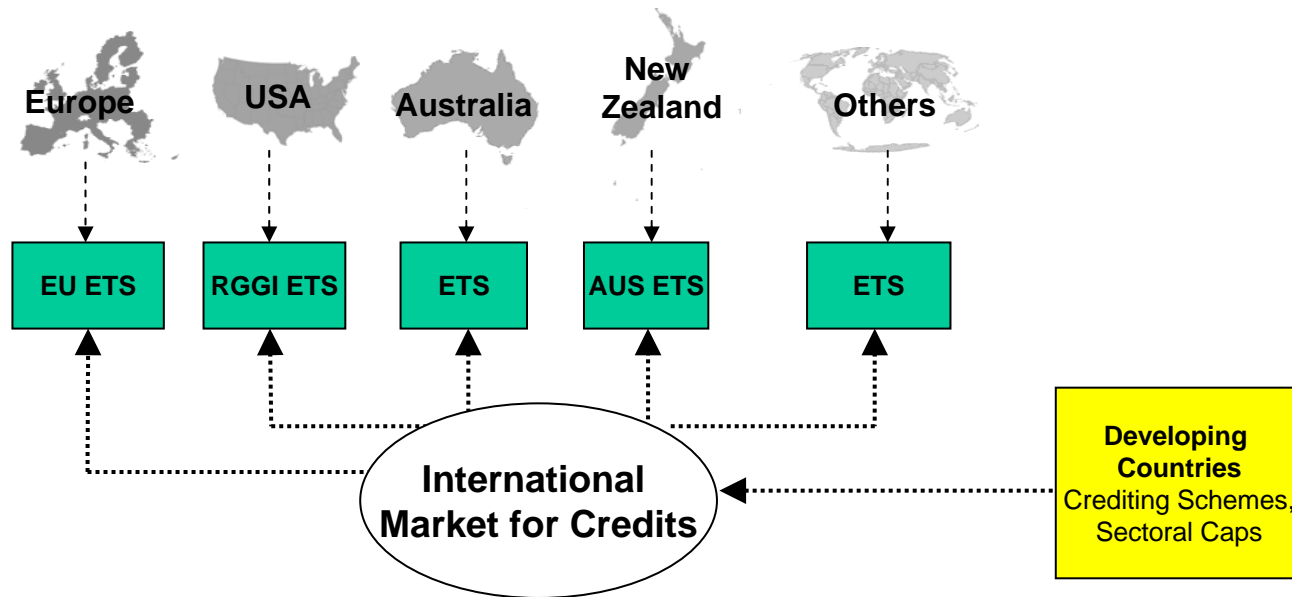 Europe
USA
Australia
New
Zealand
Others
EU ETS
RGGI ETS
ETS
AUS ETS
ETS
International
Market for Credits
Developing
Countries
Crediting Schemes,
Sectoral Caps